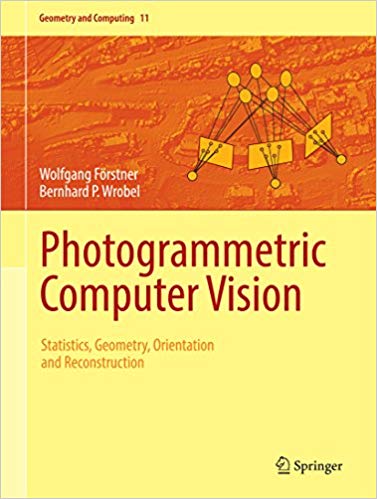 Geometry and Computing 11
Wolfgang Förstner
Bernhard P. Wrobel
Photogrammetric
Computer Vision
Statistics, Geometry, Orientation
and Reconstruction
Springer